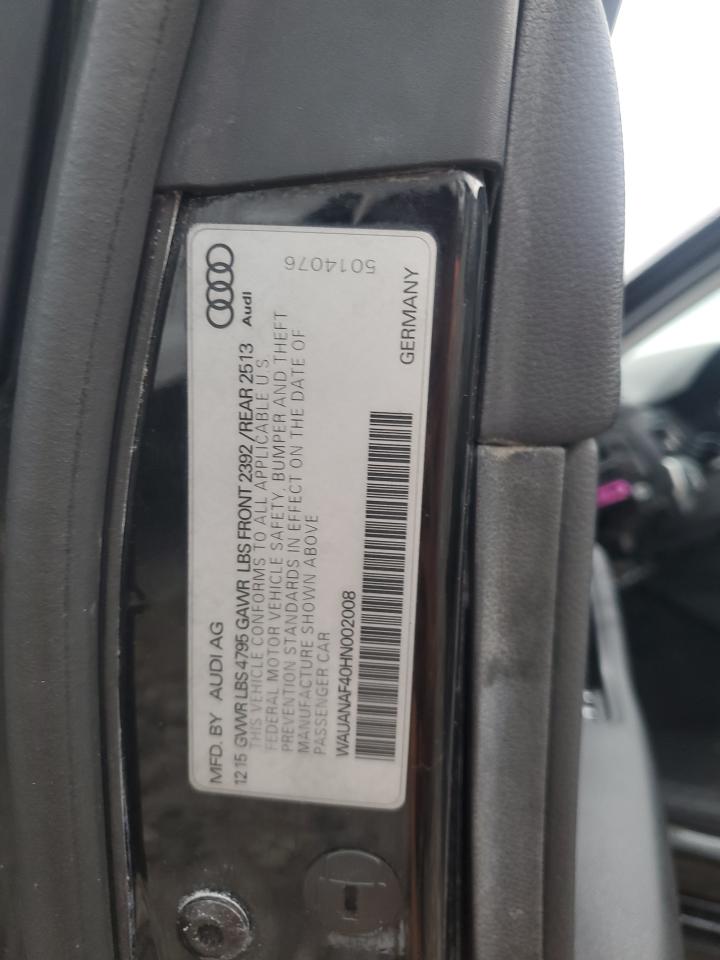 Audi
5014076
MFD. BY AUDI AG
12 15 GVWR LBS 4795 GAWR LBS FRONT 2392 /REAR 2513
THIS VEHICLE CONFORMS TO ALL APPLICABLE U.S.
FEDERAL MOTOR VEHICLE SAFETY, BUMPER AND THEFT
PREVENTION STANDARDS IN EFFECT ON THE DATE OF
MANUFACTURE SHOWN ABOVE
PASSENGER CAR
GERMANY
WAUANAF40HN002008